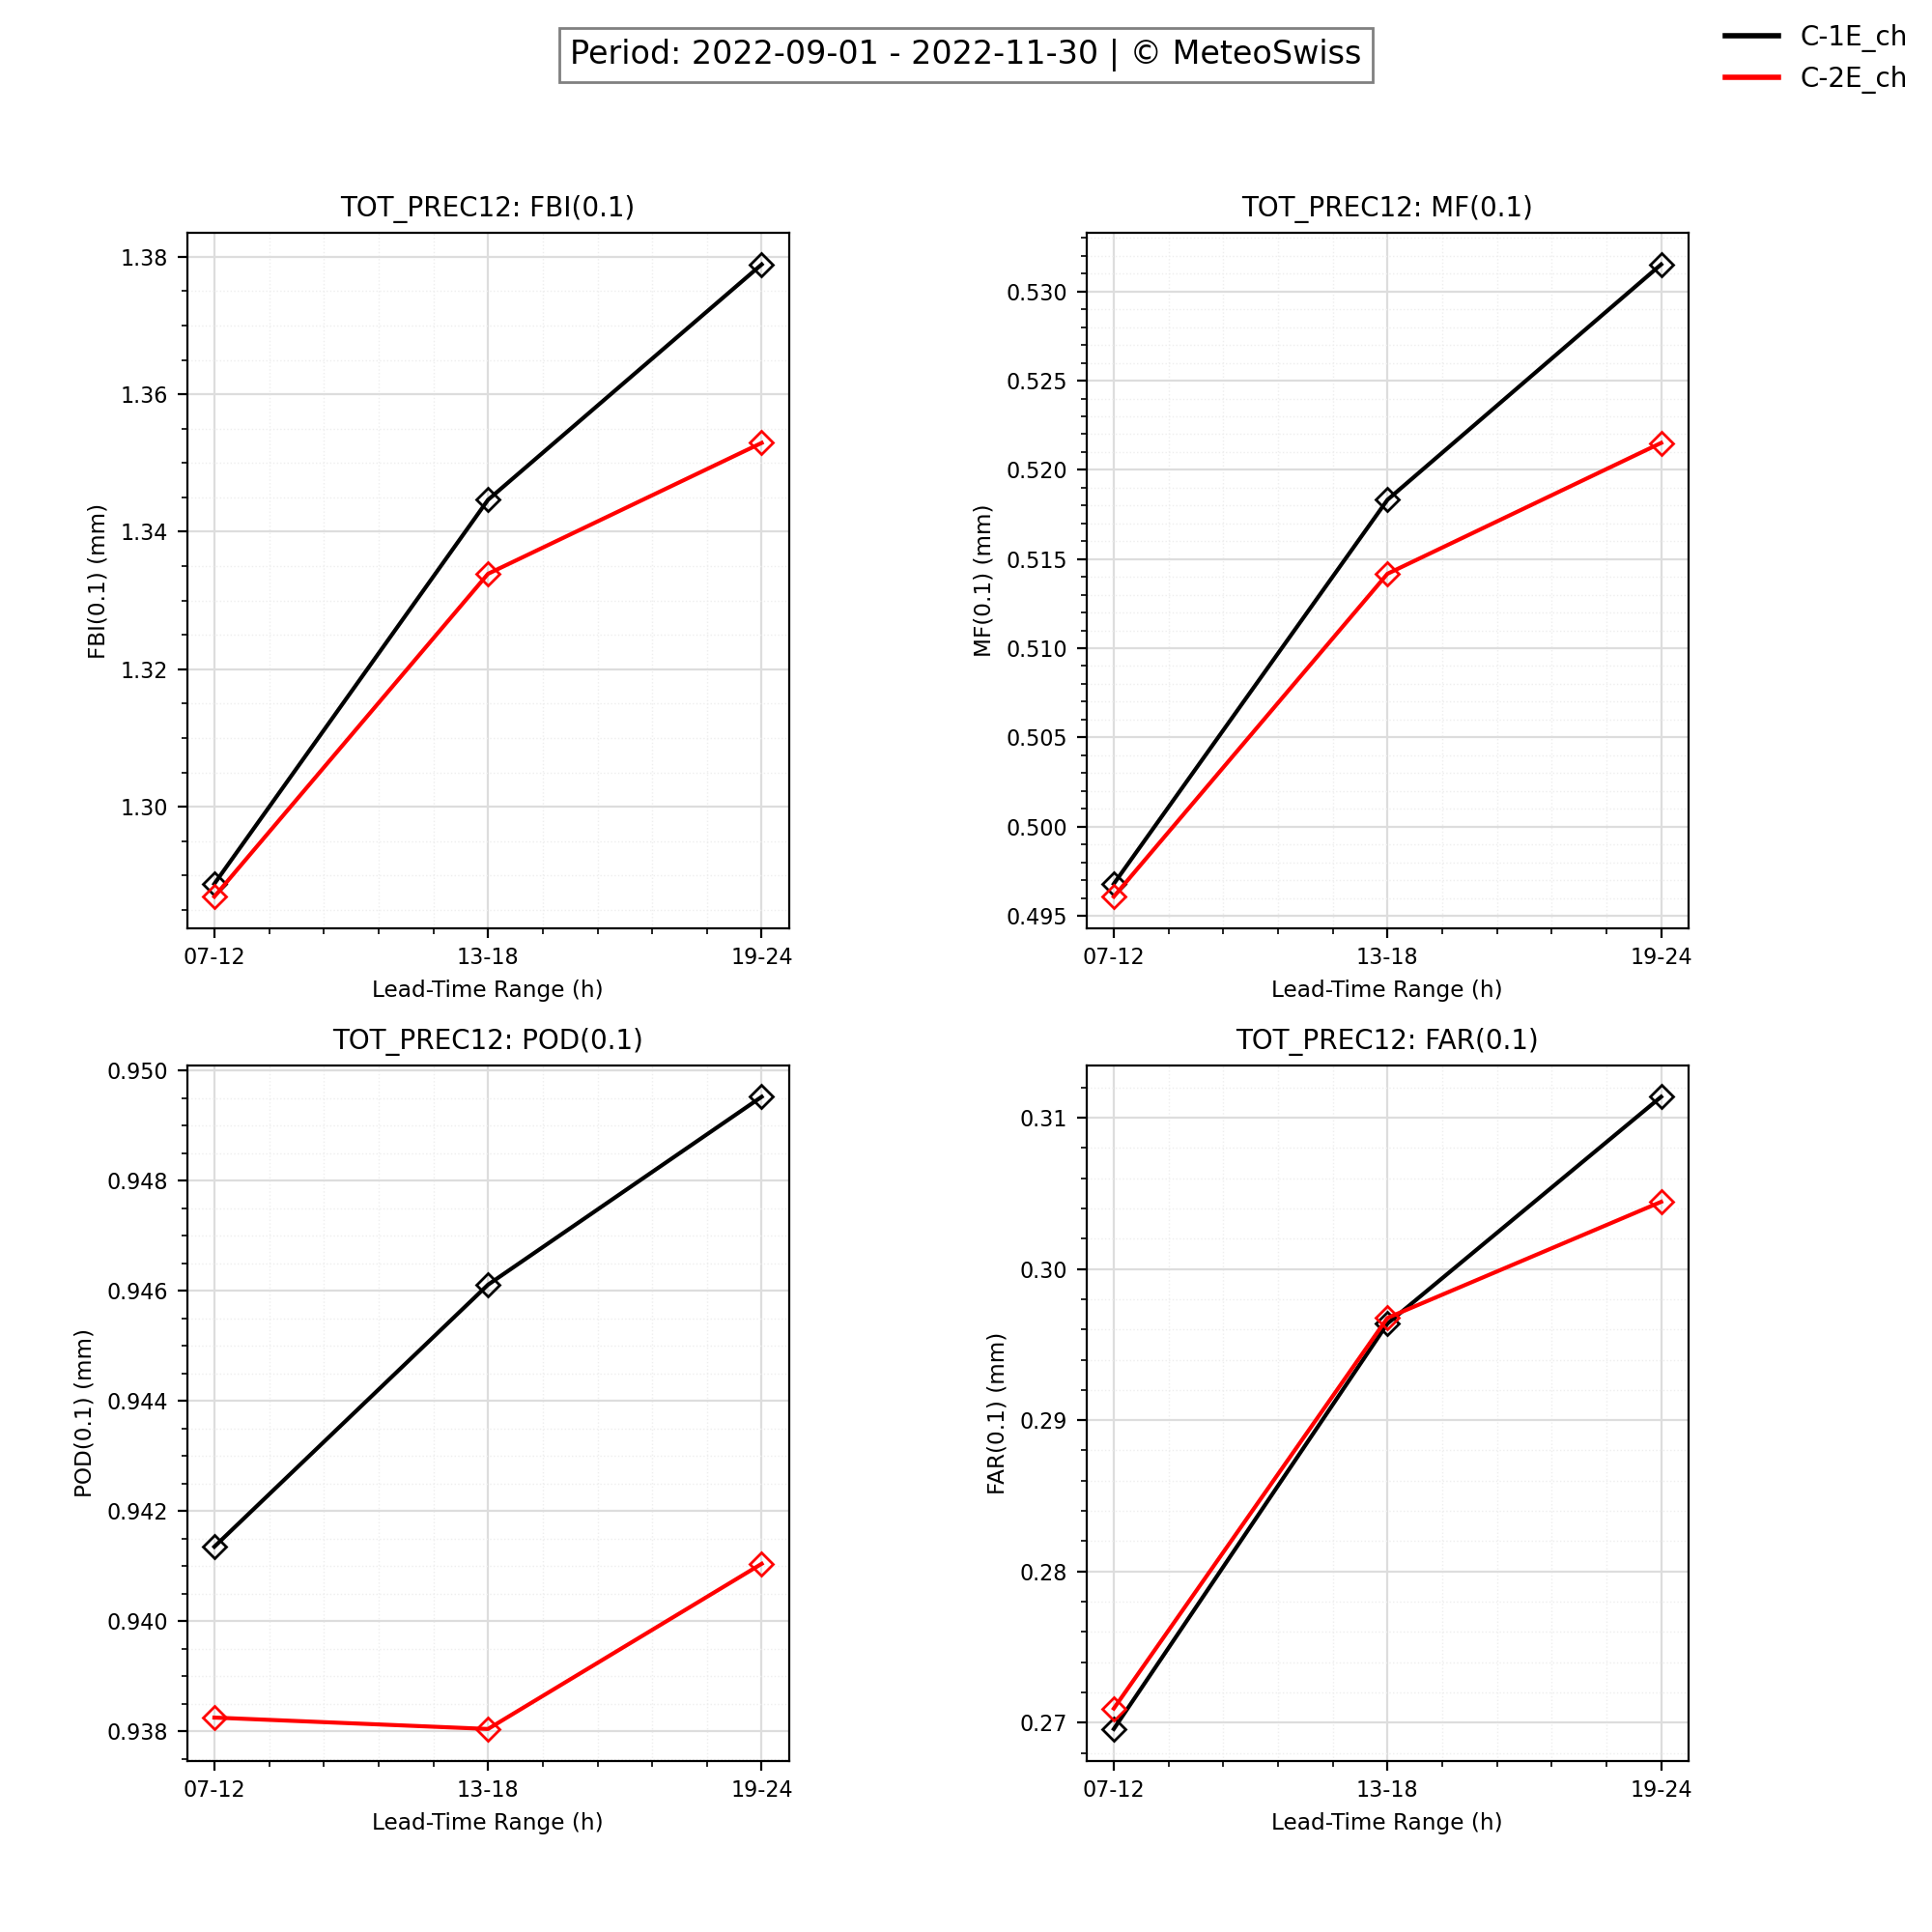 Period: 2022-09-01 - 2022-11-30 | © MeteoSwiss
C-1E_ch
C-2E_ch
TOT_PREC12: FBI(0.1)
1.38
1.36
1.34
1.32
1.30
FBI(0.1) (mm)
07-12 13-18 19-24
Lead-Time Range (h)
TOT_PREC12: MF(0.1)
0.530
0.525
0.520
0.515
0.510
0.505
0.500
0.495
MF(0.1) (mm)
07-12 13-18 19-24
Lead-Time Range (h)
TOT_PREC12: POD(0.1)
0.950
0.948
0.946
0.944
0.942
0.940
0.938
POD(0.1) (mm)
07-12 13-18 19-24
Lead-Time Range (h)
TOT_PREC12: FAR(0.1)
0.31
0.30
0.29
0.28
0.27
FAR(0.1) (mm)
07-12 13-18 19-24
Lead-Time Range (h)